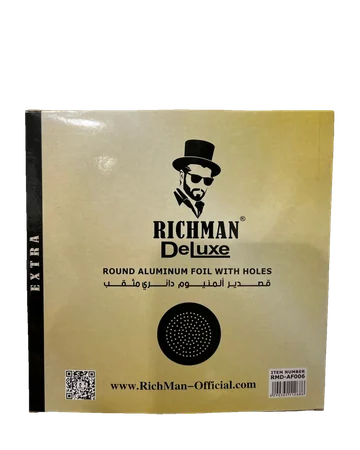 EXTRA
RICHMAN®
DeLuxe
ROUND ALUMINUM FOIL WITH HOLES
قصدير ألمنيوم دائري مثقب
ITEM NUMBER
RMD-AF006
www.RichMan-Official.com